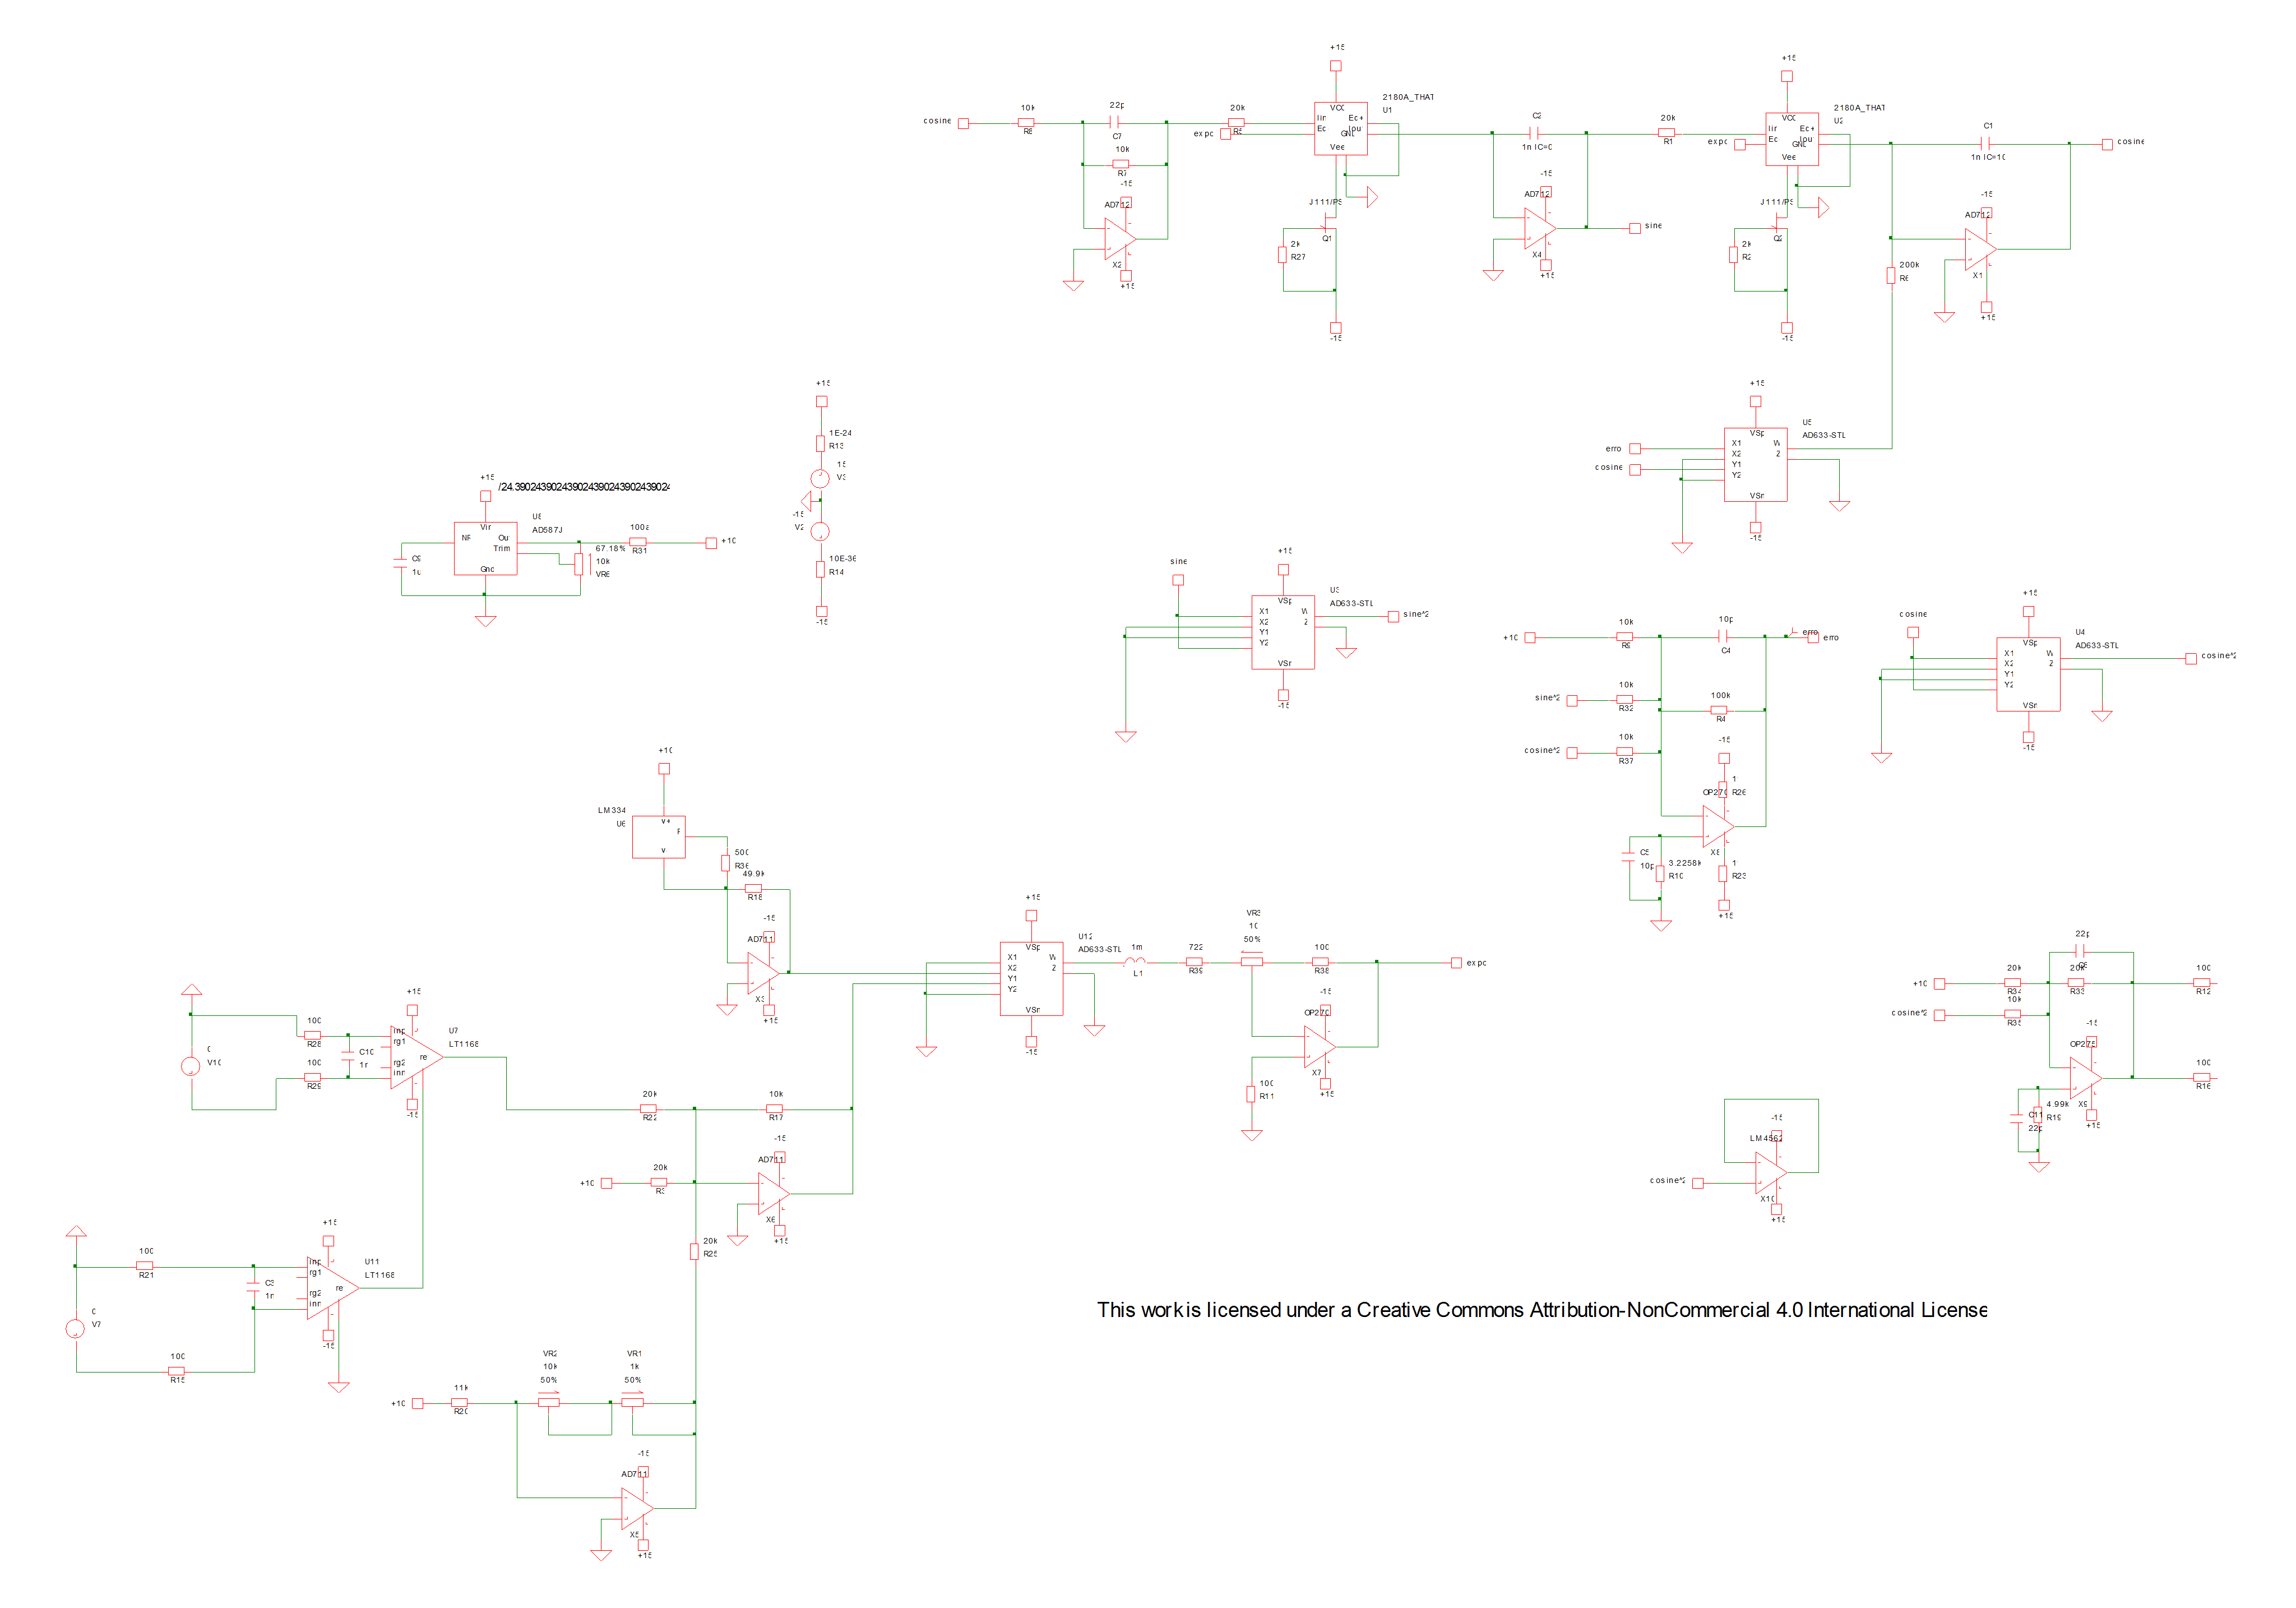 +15
+15
2180A_THAT
U1
2180A_THAT
U2
cosine
10k
R8
22p
C7
10k
R7
20k
R5
expc
VCC
Iin
Ec+
Ec
GND
Iou
Vee
C2
1n IC=0
20k
R1
expc
VCC
Iin
Ec+
Ec
GND
Iou
Vee
C1
1n IC=10
cosine
-15
AD712
X2
+15
J111/PS
Q1
2k
R27
-15
-15
AD712
X4
+15
sine
J111/PS
Q2
2k
R2
-15
-15
AD712
X1
+15
200k
R6
+15
1E-24
R13
15
V3
-15
V2
10E-36
R14
-15
+15
U5
AD633-STL
erro
cosine
VSp
X1
X2
Y1
Y2
W
Z
VSn
-15
+15
/24.39024390243902439024390243902
U8
AD587J
Vin
NR
Ou
Trim
Gnd
C9
1u
67.18%
10k
VR6
100a
R31
+10
sine
+15
U3
AD633-STL
VSp
X1
X2
Y1
Y2
W
Z
VSn
-15
sine^2
+10
10k
R9
10p
C4
erro
erro
sine^2
10k
R32
100k
R4
cosine^2
10k
R37
-15
1
R26
OP270
X8
C5
10p
3.2258k
R10
1
R23
+15
cosine
+15
U4
AD633-STL
VSp
X1
X2
Y1
Y2
W
Z
VSn
-15
cosine^2
+10
LM334
U6
V+
R
V
500
R36
49.9k
R18
-15
AD711
X3
+15
+15
U12
AD633-STL
VSp
X1
X2
Y1
Y2
W
Z
VSn
-15
1m
L1
722
R39
VR3
10
50%
100
R38
expc
-15
OP270
X7
+15
100
R11
22p
+10
20k
R34
20k
R33
cosine^2
10k
R35
100
R12
-15
OP275
X9
+15
100
R16
C11
22p
4.99k
R19
0
V10
100
R28
100
R29
C10
1n
+15
U7
LT1168
inp
rg1
rg2
inn
re
-15
20k
R22
10k
R17
+10
20k
R3
-15
AD711
X6
+15
20k
R25
cosine^2
-15
LM4562
X10
+15
0
V7
100
R21
100
R15
C3
1n
+15
U11
LT1168
inp
rg1
rg2
inn
re
-15
This work is licensed under a Creative Commons Attribution-NonCommercial 4.0 International License
+10
11k
R20
VR2
10k
50%
VR1
1k
50%
-15
AD711
X5
+15